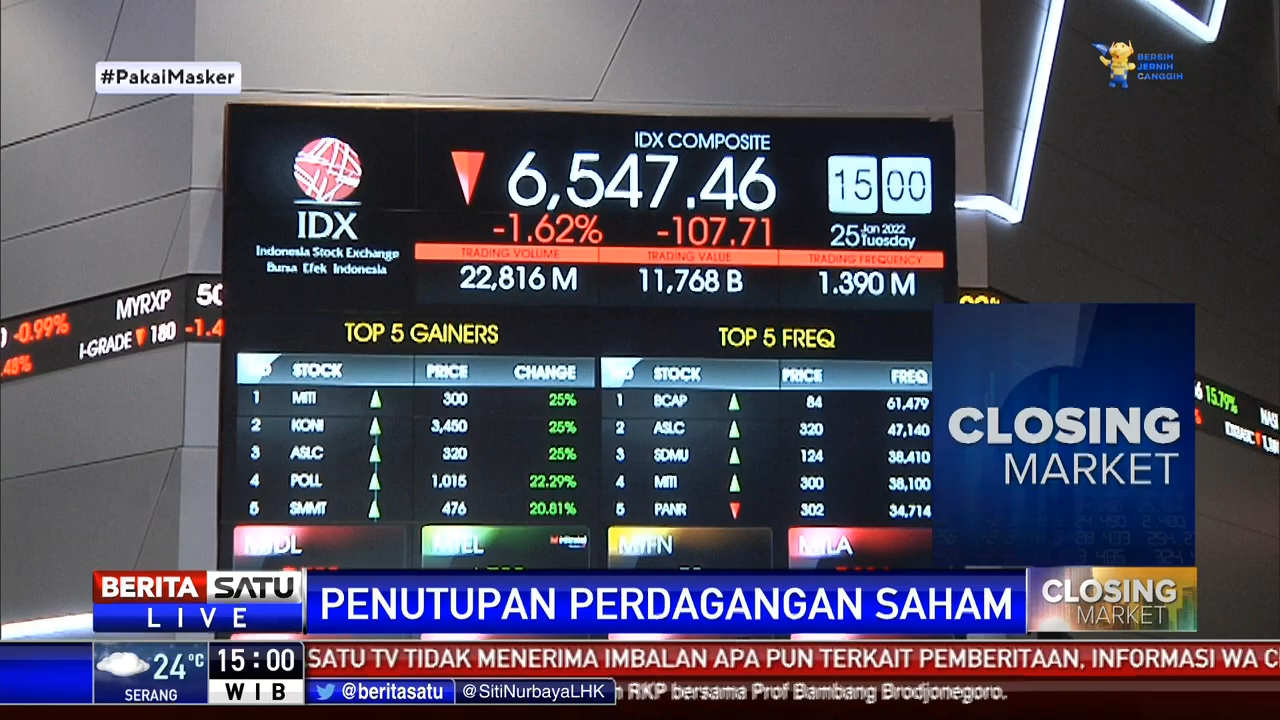 #PakaiMasker
BERSIH
JERNIH
CANGGIH
IDX
Indonesia Stock Exchange
Bursa Efek Indonesia
IDX COMPOSITE
6,547.46
-1.62% -107.71
15 00
25 Jan 2022 Tuesday
TRADING VOLUME TRADING VALUE TRADING FREQUENCY
22,816 M 11,768 B 1.390 M
-0.99% MYRXP 50
I-GRADE 180 -1.4
.48%
15.79%
TOP 5 GAINERS
STOCK PRICE CHANGE
1 MITI 300 25%
2 KONI 3,450 25%
3 ASLC 320 25%
4 POLL 1,015 22.29%
5 SMMT 476 20.81%
TOP 5 FREQ
STOCK PRICE FREQ
1 BCAP 84 61,479
2 ASLC 320 47,140
3 SDMU 124 38,410
4 MITI 300 38,100
5 PANR 302 34,714
CLOSING
MARKET
BERITA SATU
LIVE
PENUTUPAN PERDAGANGAN SAHAM
CLOSING
MARKET
24°C
SERANG
15:00
WIB
SATU TV TIDAK MENERIMA IMBALAN APA PUN TERKAIT PEMBERITAAN, INFORMASI WA C
@beritasatu @SitiNurbayaLHK RKP bersama Prof Bambang Brodjonegoro.